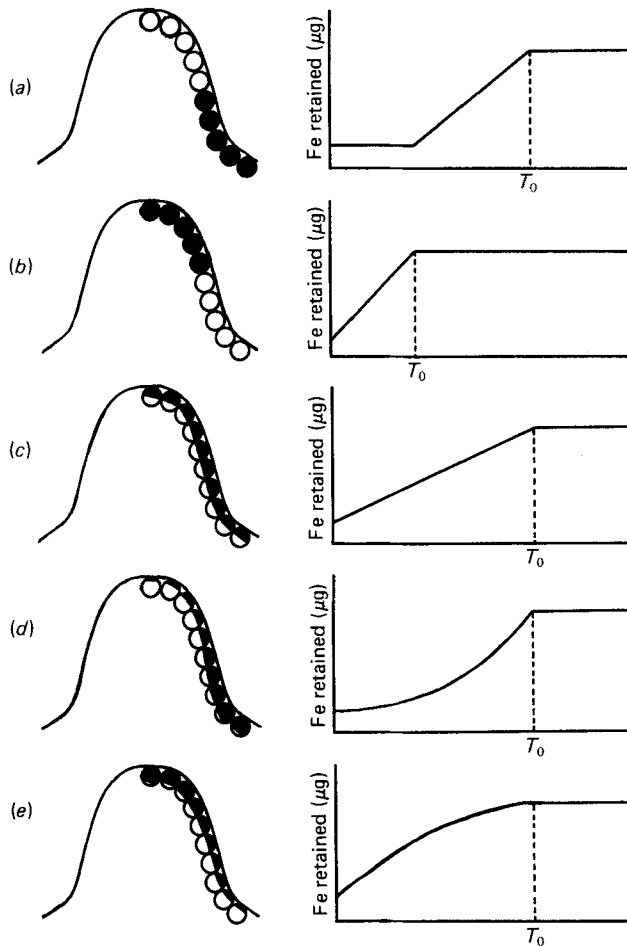 (a)
Fe retained (μg)
T0
(b)
Fe retained (μg)
T0
(c)
Fe retained (μg)
T0
(d)
Fe retained (μg)
T0
(e)
Fe retained (μg)
T0